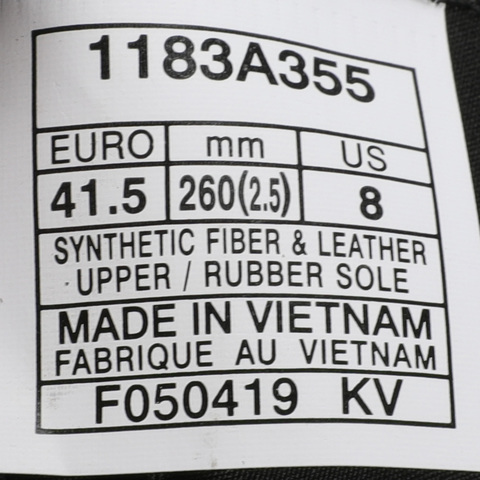 1183A355
EURO mm US
41.5 260(2.5) 8
SYNTHETIC FIBER & LEATHER
UPPER / RUBBER SOLE
MADE IN VIETNAM
FABRIQUE AU VIETNAM
F050419 KV